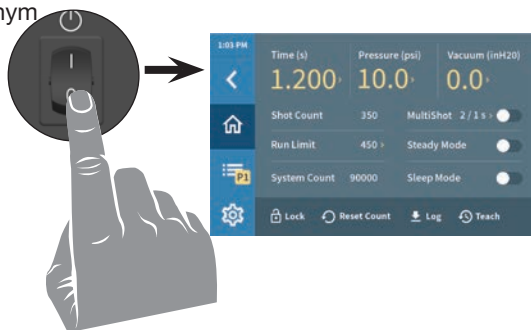 nym
1:03 PM
Time (s) Pressure (psi) Vacuum (inH20)
1.200 10.0 0.0
Shot Count 350 MultiShot 2 / 1 s
Run Limit 450 Steady Mode
P1
System Count 90000 Sleep Mode
Lock Reset Count Log Teach